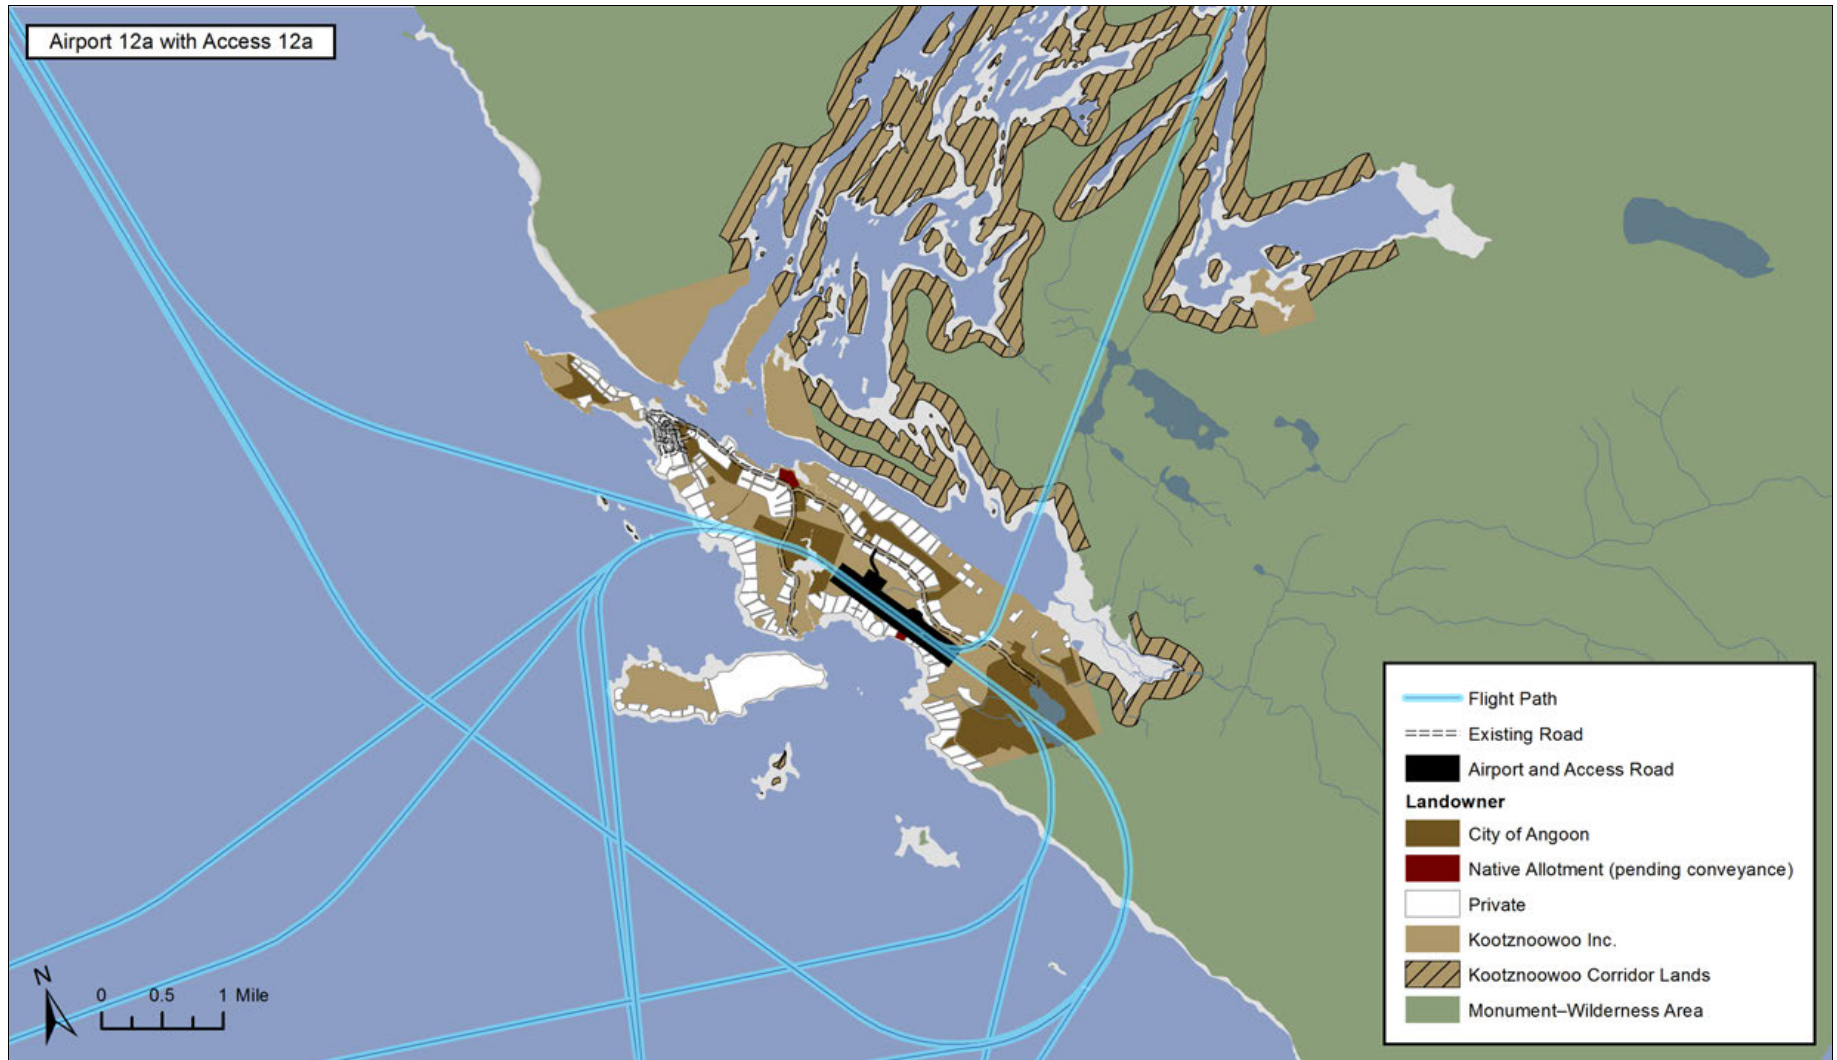 Airport 12a with Access 12a
Flight Path
Existing Road
Airport and Access Road
Landowner
City of Angoon
Native Allotment (pending conveyance)
Private
Kootznoowoo Inc.
Kootznoowoo Corridor Lands
Monument–Wilderness Area
N
0 0.5 1 Mile